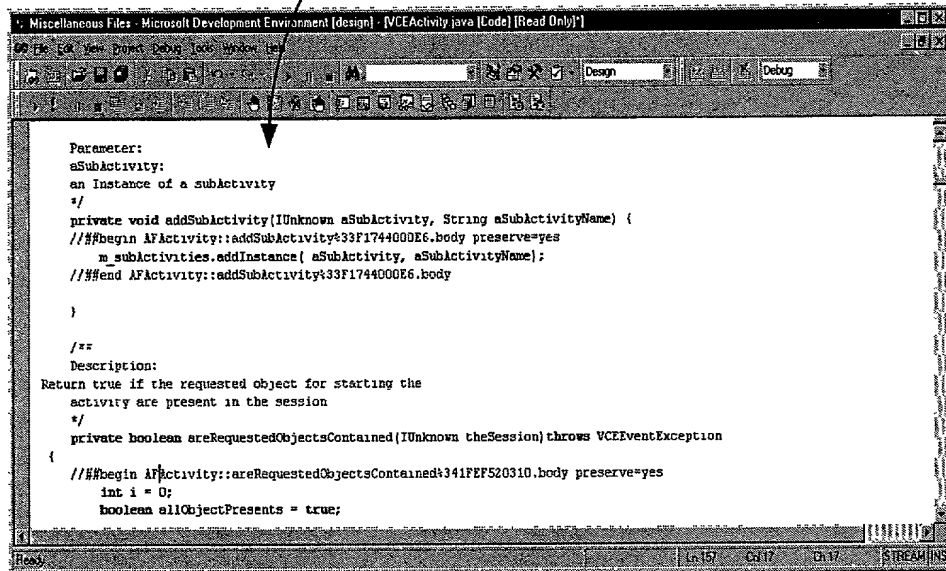 Miscellaneous Files - Microsoft Development Environment [design] - [VCEActivity.java [Code] [Read Only]*]
File Edit View Project Debug Tools Window Help
Design Debug
Parameter:
aSubActivity:
an Instance of a subActivity
*/
private void addSubActivity(IUnknown aSubActivity, String aSubActivityName) {
//##begin AFActivity::addSubActivity%33F1744000E6.body preserve=yes
m_subActivities.addInstance( aSubActivity, aSubActivityName);
//##end AFActivity::addSubActivity%33F1744000E6.body
}
/**
Description:
Return true if the requested object for starting the
activity are present in the session
*/
private boolean areRequestedObjectsContained(IUnknown theSession)throws VCEEventException
{
//##begin AFActivity::areRequestedObjectsContained%341FEF520310.body preserve=yes
int i = 0;
boolean allObjectPresents = true;
Ready Ln 157 Col 17 Ch 17 STREAM INS